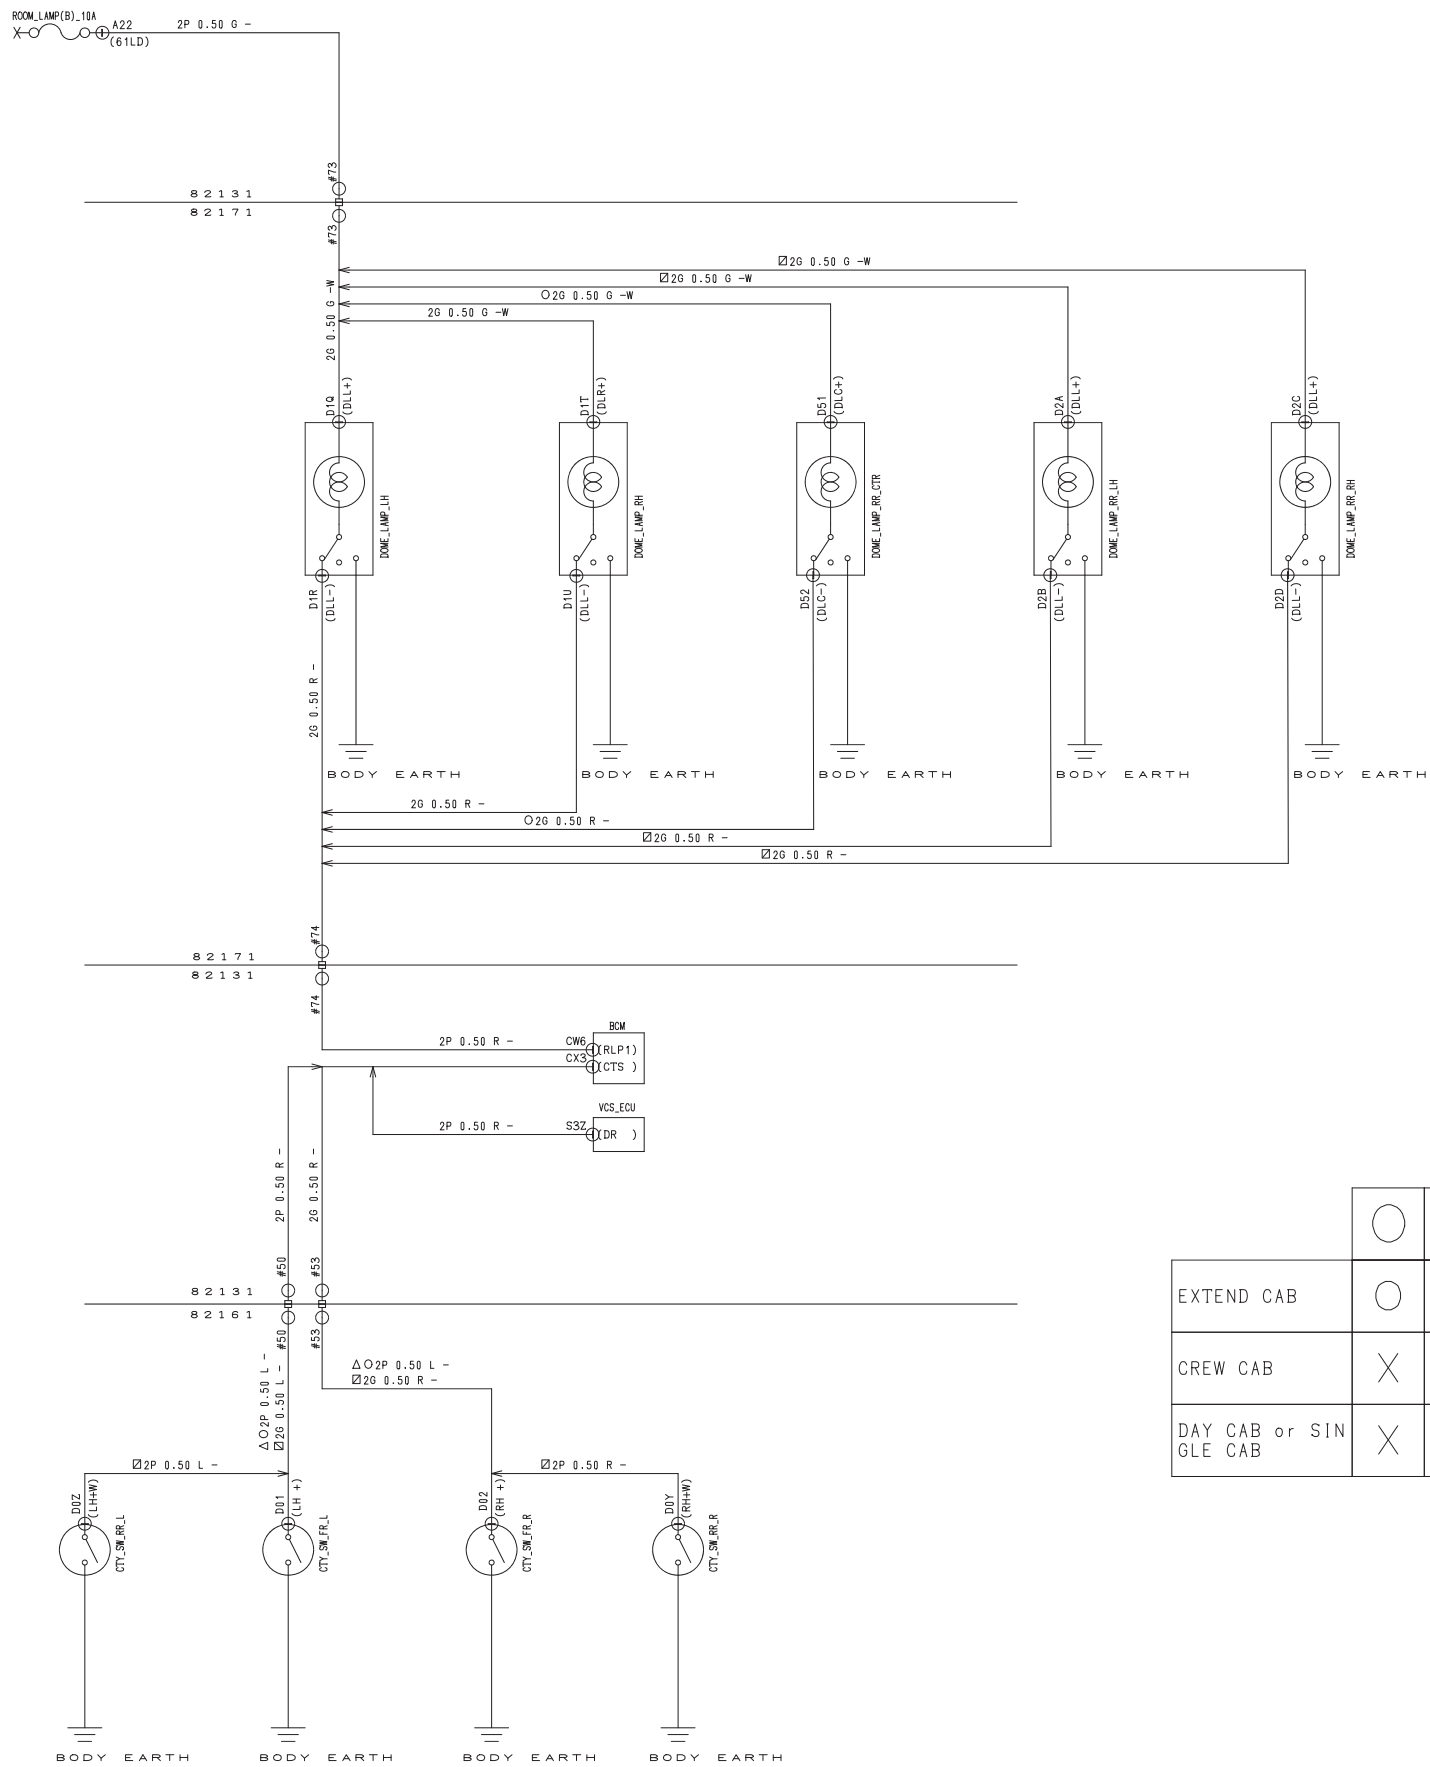 ROOM_LAMP(B)_10A
A22
(61LD)
2P 0.50 G -
#73
82131
82171
#73
2G 0.50 G -W
2G 0.50 G -W
O 2G 0.50 G -W
2G 0.50 G -W
2G 0.50 G -W
D1Q
(DLL+)
D1T
(DLR+)
D51
(DLC+)
D2A
(DLL+)
D2C
(DLL+)
DOME_LAMP_LH
DOME_LAMP_RH
DOME_LAMP_RR_CTR
DOME_LAMP_RR_LH
DOME_LAMP_RR_RH
D1R
(DLL-)
D1U
(DLL-)
D52
(DLC-)
D2B
(DLL-)
D2D
(DLL-)
2G 0.50 R -
BODY EARTH
BODY EARTH
BODY EARTH
BODY EARTH
BODY EARTH
2G 0.50 R -
O 2G 0.50 R -
2G 0.50 R -
2G 0.50 R -
#74
82171
82131
#74
BCM
2P 0.50 R -
CW6
(RLP1)
CX3
(CTS )
VCS_ECU
2P 0.50 R -
S3Z
(DR )
2P 0.50 R -
2G 0.50 R -
#50
#53
82131
82161
#50
#53
△ O 2P 0.50 L -
2G 0.50 L -
△ O 2P 0.50 L -
2G 0.50 R -
2P 0.50 L -
2P 0.50 R -
D0Z
(LH+W)
D01
(LH +)
D02
(RH +)
D0Y
(RH+W)
CTY_SW_RR_L
CTY_SW_FR_L
CTY_SW_FR_R
CTY_SW_RR_R
BODY EARTH
BODY EARTH
BODY EARTH
BODY EARTH
O
EXTEND CAB O
CREW CAB X
DAY CAB or SIN
GLE CAB X